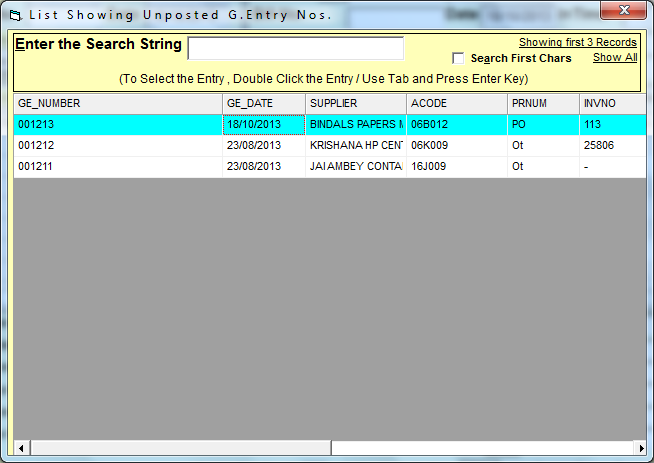 List Showing Unposted G.Entry Nos.
Enter the Search String
Showing first 3 Records
Search First Chars Show All
(To Select the Entry , Double Click the Entry / Use Tab and Press Enter Key)
GE_NUMBER GE_DATE SUPPLIER ACODE PRNUM INVNO
001213 18/10/2013 BINDALS PAPERS M 06B012 PO 113
001212 23/08/2013 KRISHANA HP CENT 06K009 Ot 25806
001211 23/08/2013 JAI AMBEY CONTA 16J009 Ot -